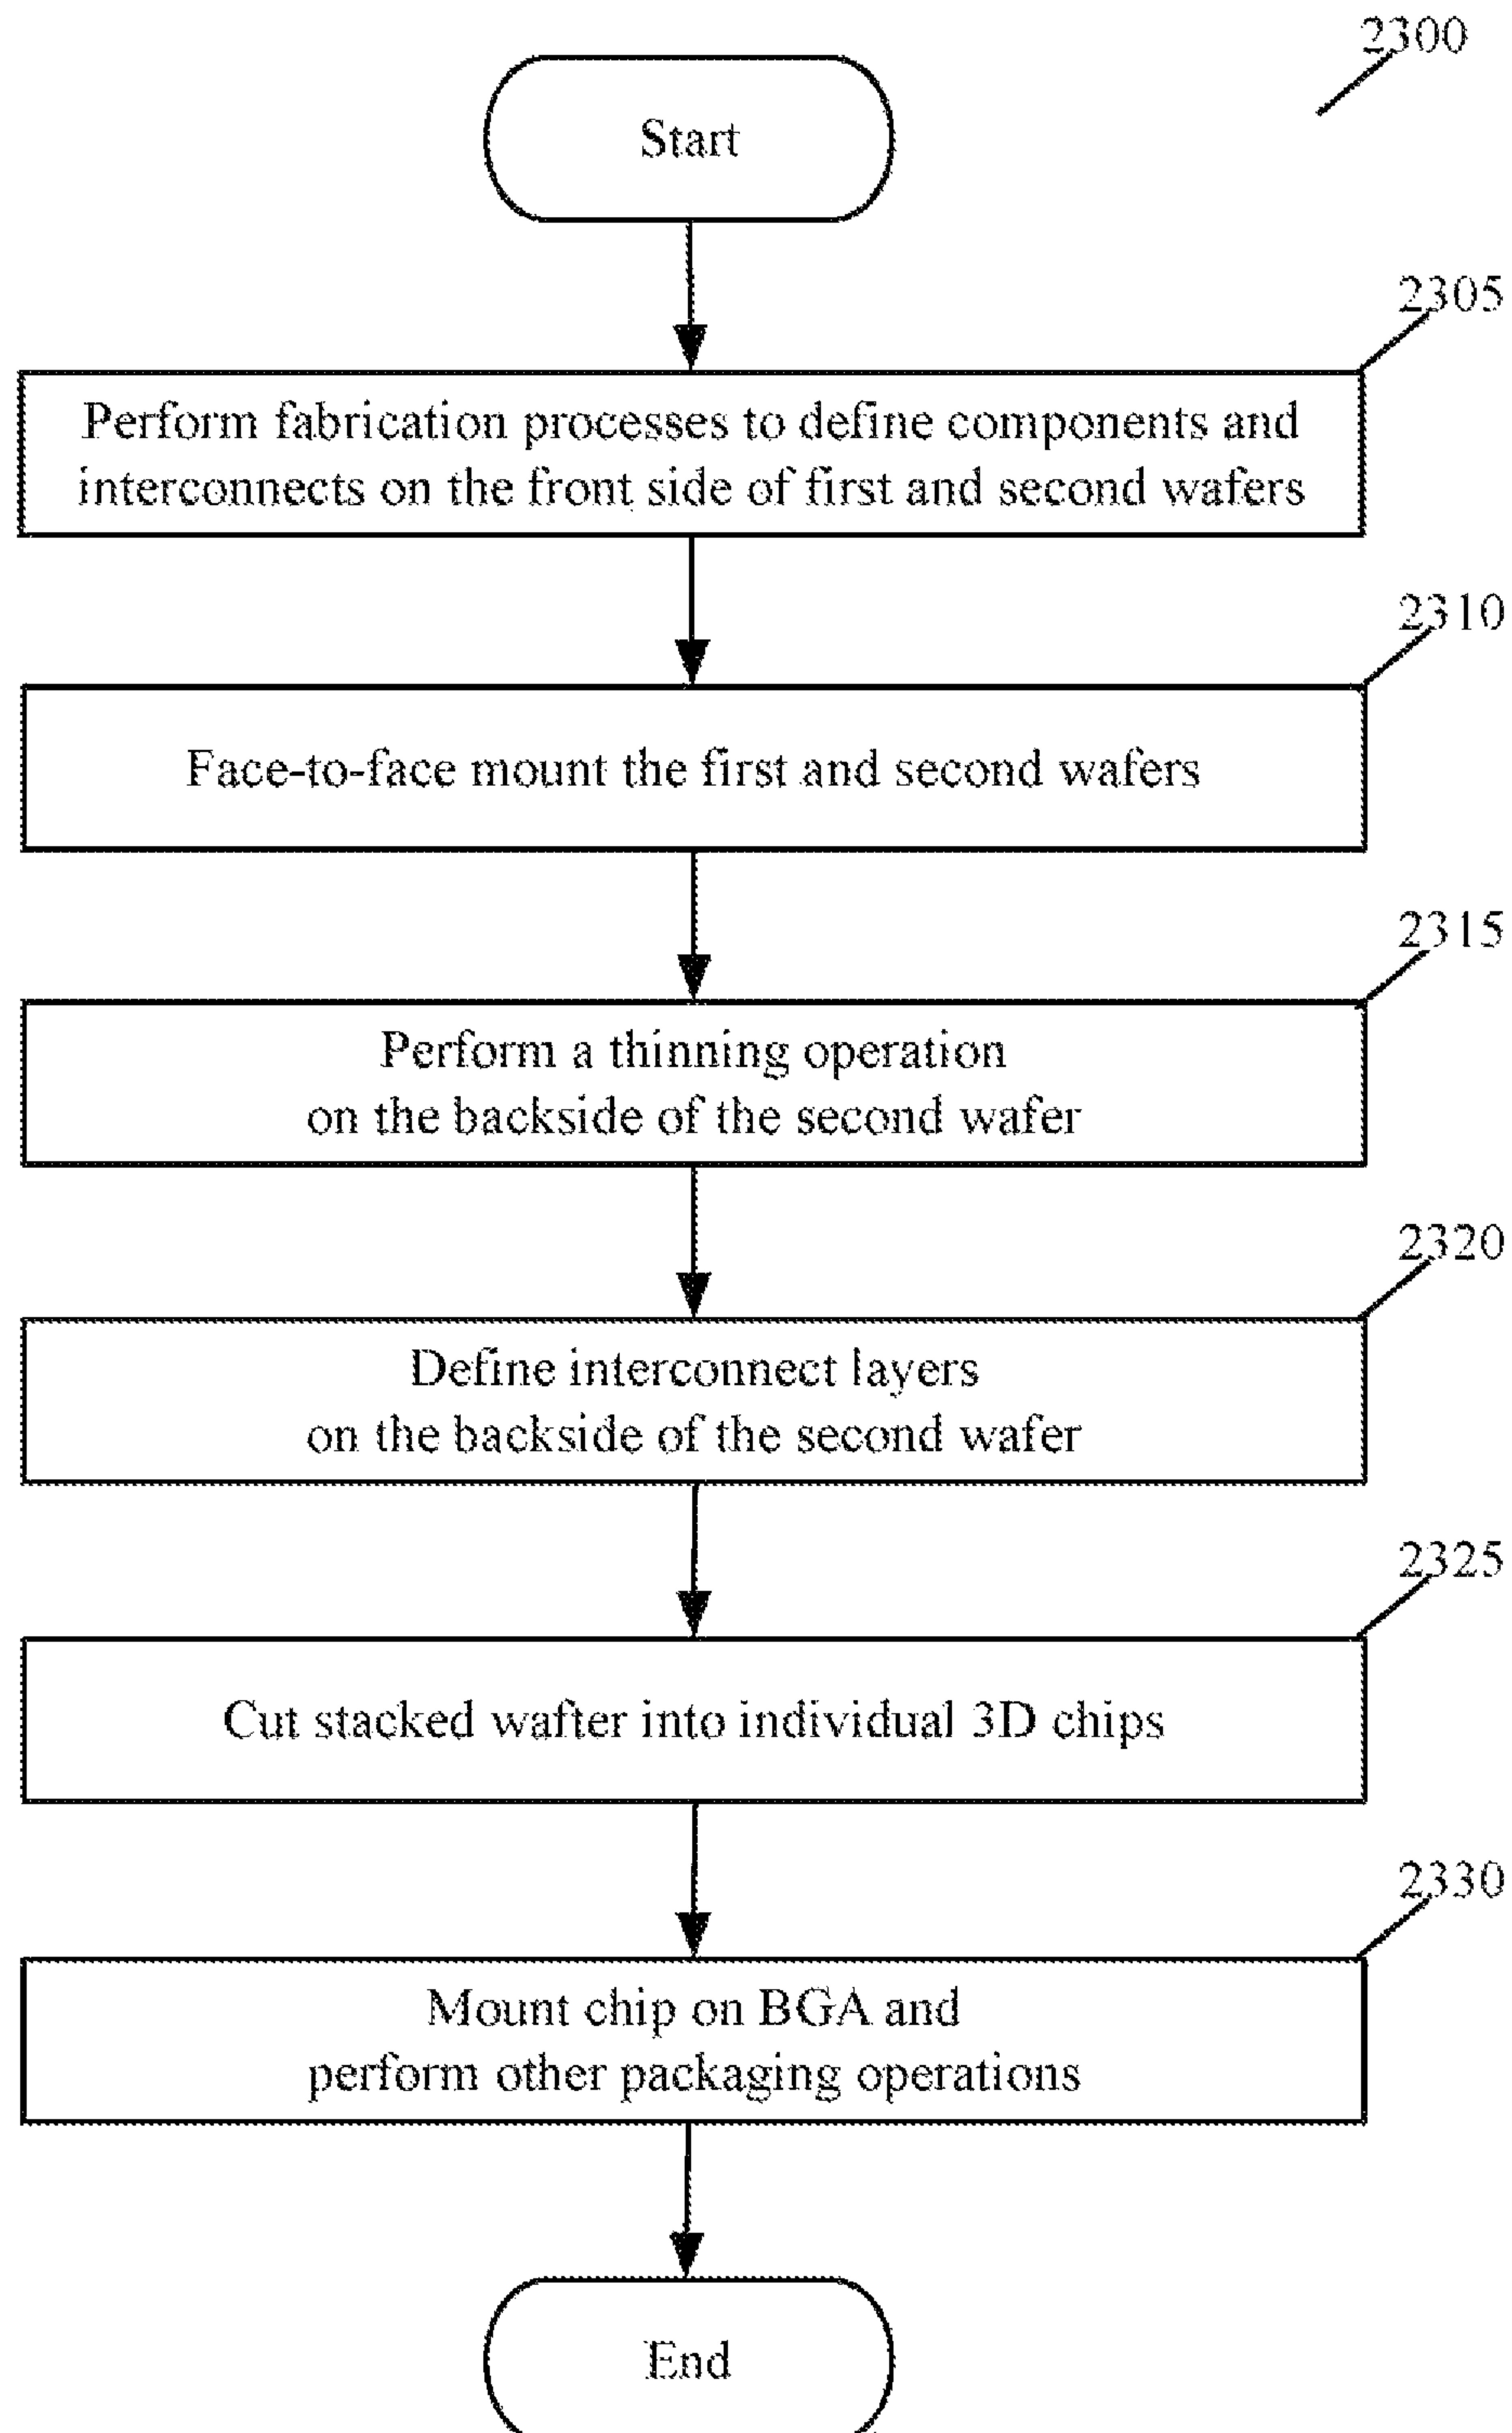 2300
Start
2305
Perform fabrication processes to define components and
interconnects on the front side of first and second wafers
2310
Face-to-face mount the first and second wafers
2315
Perform a thinning operation
on the backside of the second wafer
2320
Define interconnect layers
on the backside of the second wafer
2325
Cut stacked wafter into individual 3D chips
2330
Mount chip on BGA and
perform other packaging operations
End